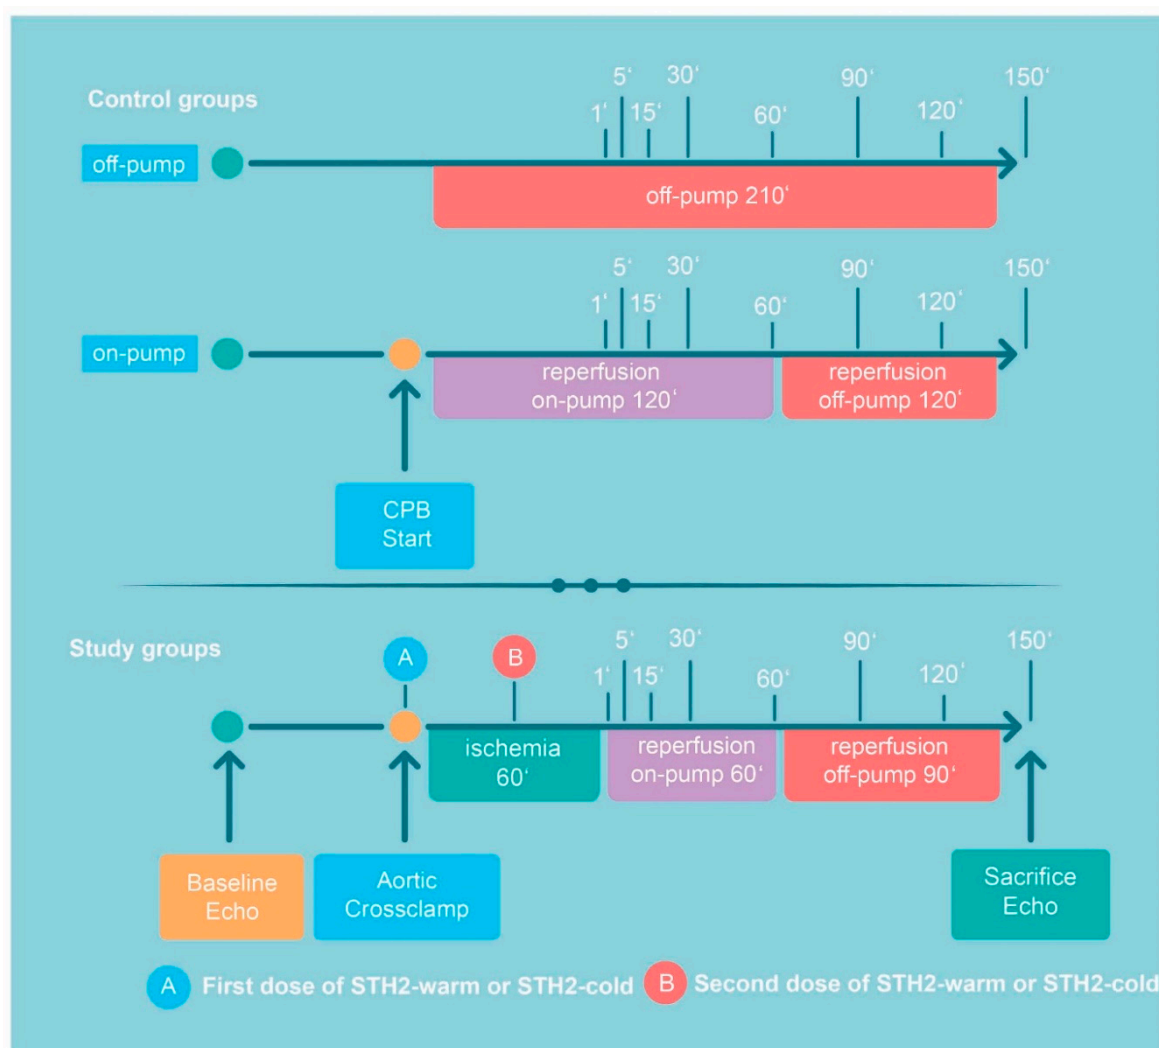 Control groups
1‘ 5‘ 15‘ 30‘ 60‘ 90‘ 120‘ 150‘
off-pump
off-pump 210‘
1‘ 5‘ 15‘ 30‘ 60‘ 90‘ 120‘ 150‘
on-pump
reperfusion
on-pump 120‘
reperfusion
off-pump 120‘
CPB
Start
Study groups
A
B
1‘ 5‘ 15‘ 30‘ 60‘ 90‘ 120‘ 150‘
ischemia
60‘
reperfusion
on-pump 60‘
reperfusion
off-pump 90‘
Baseline
Echo
Aortic
Crossclamp
Sacrifice
Echo
A First dose of STH2-warm or STH2-cold
B Second dose of STH2-warm or STH2-cold